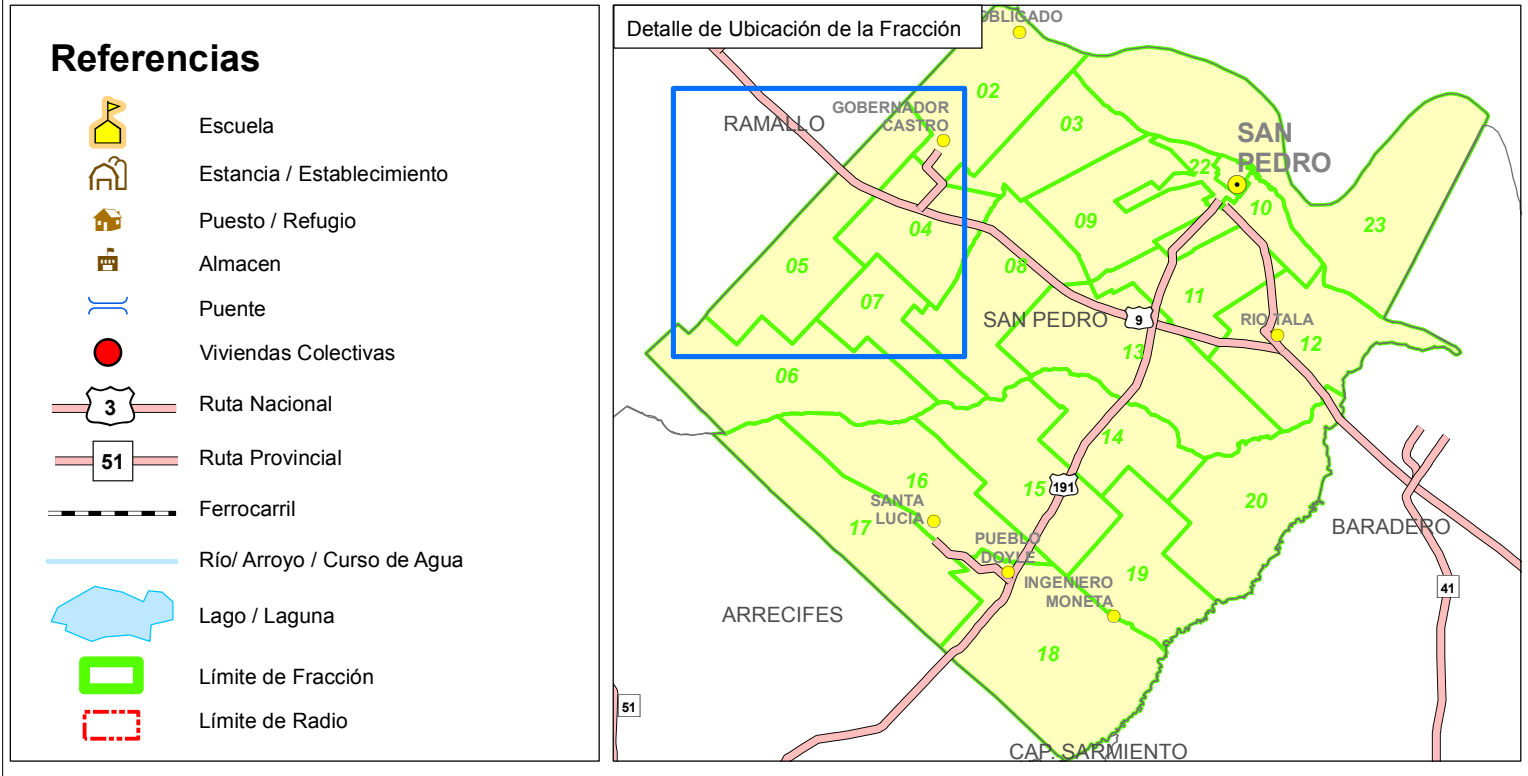 Referencias
Escuela
Estancia / Establecimiento
Puesto / Refugio
Almacen
Puente
Viviendas Colectivas
3
Ruta Nacional
51
Ruta Provincial
Ferrocarril
Río/ Arroyo / Curso de Agua
Lago / Laguna
Límite de Fracción
Límite de Radio
Detalle de Ubicación de la Fracción
OBLIGADO
02
GOBERNADOR
CASTRO
RAMALLO
03
SAN
PEDRO
22
10
09
23
04
05
08
07
11
SAN PEDRO
9
RIO TALA
12
13
06
14
16
15
191
SANTA
LUCIA
17
20
BARADERO
PUEBLO
DOYLE
INGENIERO
MONETA
19
41
ARRECIFES
18
51
CAP. SARMIENTO